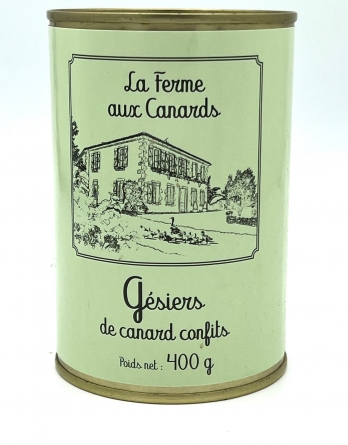 La Ferme
aux Canards
Gésiers
de canard confits
Poids net : 400 g